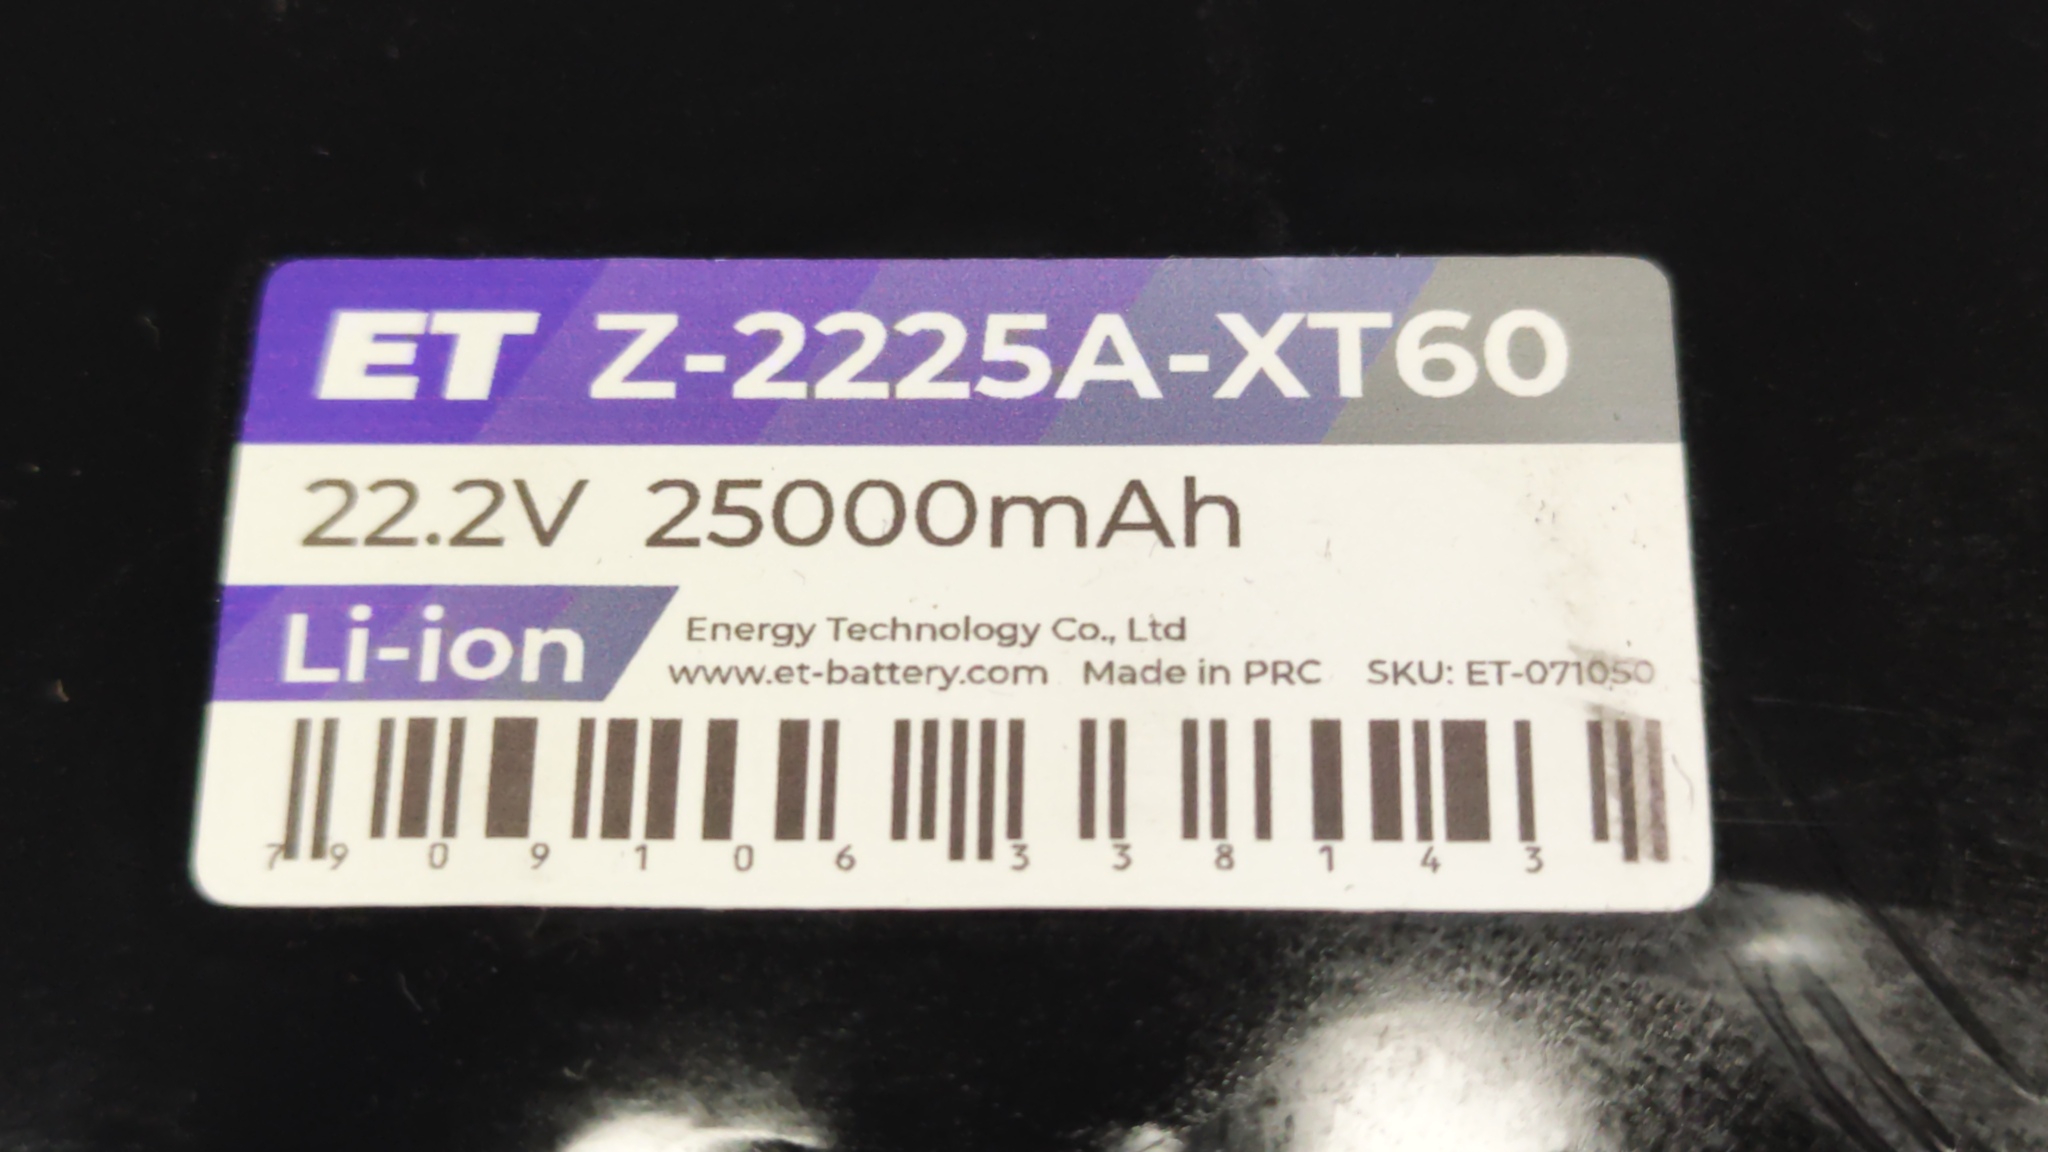 ET Z-2225A-XT60
22.2V 25000mAh
Li-ion
Energy Technology Co., Ltd
www.et-battery.com Made in PRC SKU: ET-071050
7 9 0 9 1 0 6 3 3 8 1 4 3